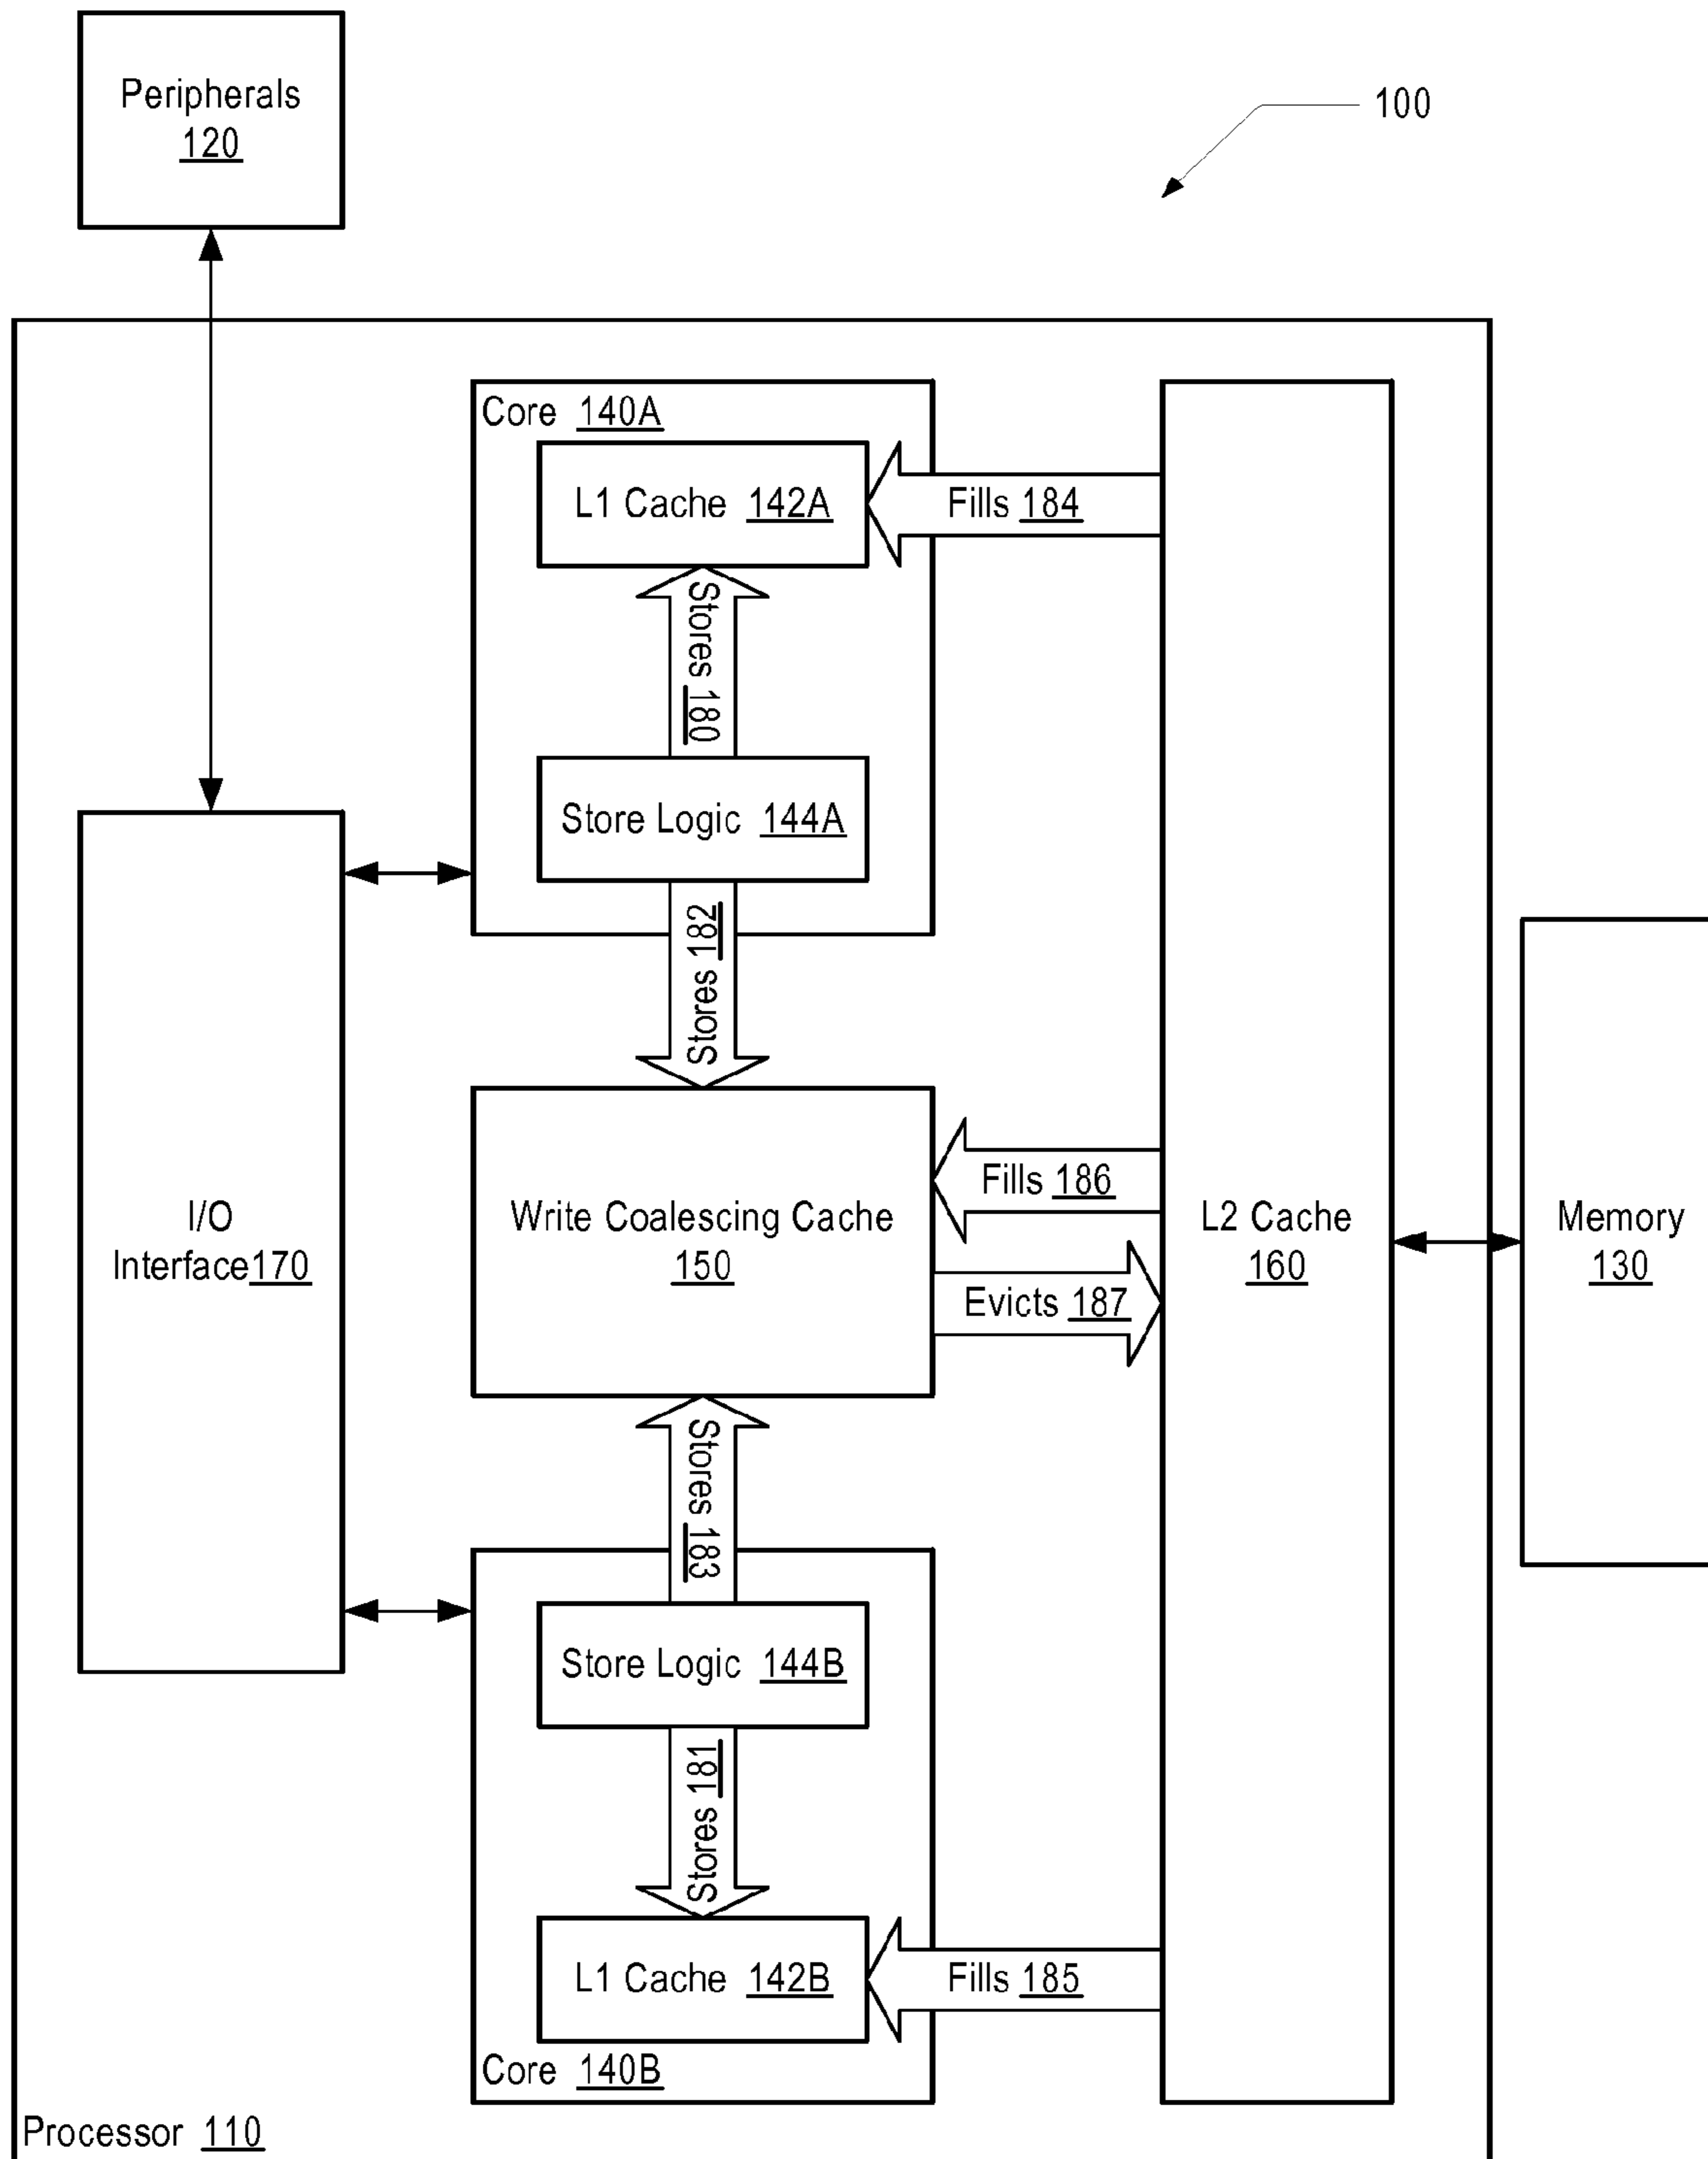 Peripherals
120
100
Core 140A
L1 Cache 142A
Fills 184
Stores 180
Store Logic 144A
Stores 182
I/O
Interface170
Write Coalescing Cache
150
Fills 186
Evicts 187
L2 Cache
160
Memory
130
Stores 183
Store Logic 144B
Stores 181
L1 Cache 142B
Fills 185
Core 140B
Processor 110